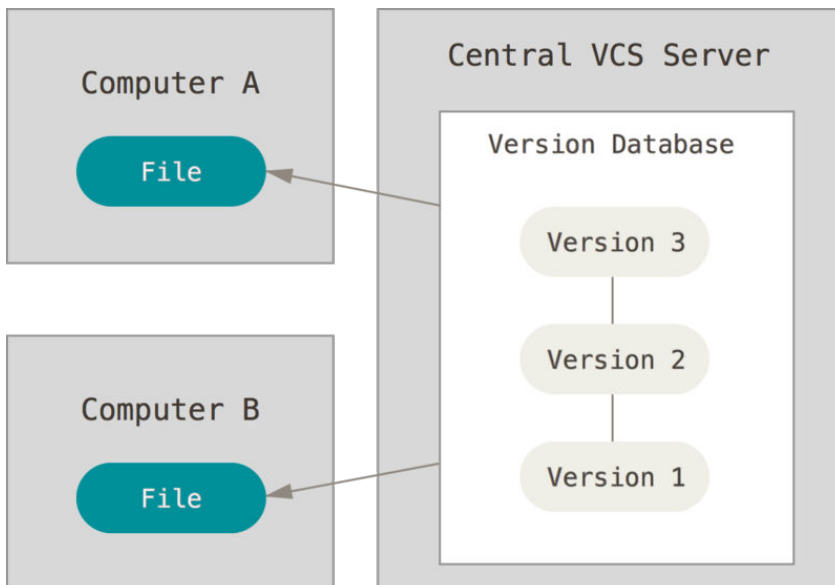 Computer A
File
Computer B
File
Central VCS Server
Version Database
Version 3
Version 2
Version 1